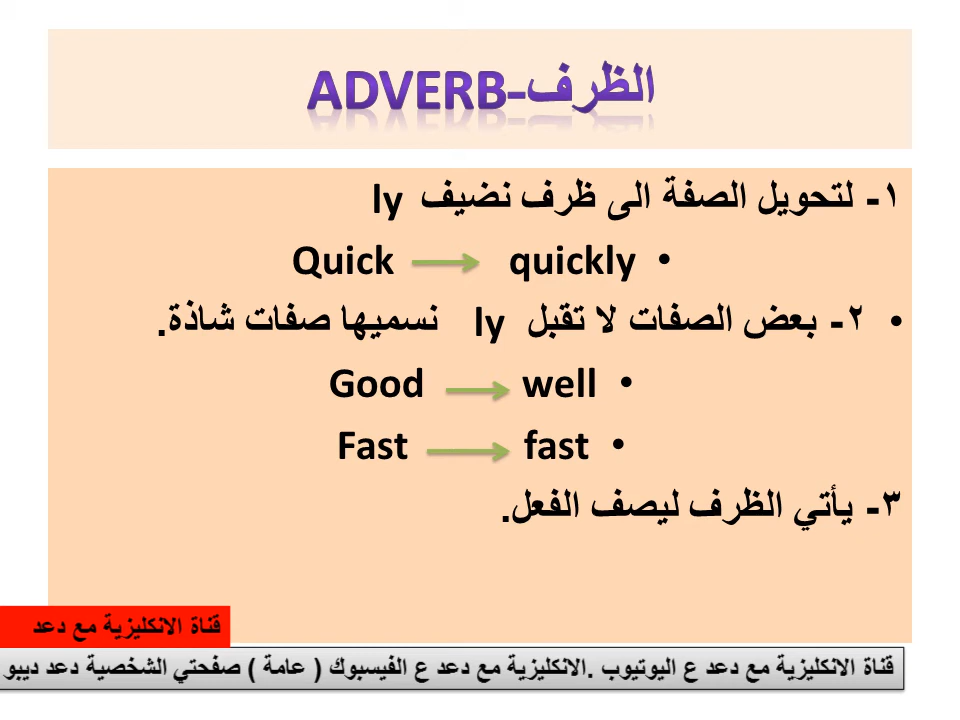 الظرف-ADVERB
١- لتحويل الصفة الى ظرف نضيف ly
• Quick quickly
• ٢- بعض الصفات لا تقبل ly نسميها صفات شاذة.
• Good well
• Fast fast
٣- يأتي الظرف ليصف الفعل.
قناة الانكليزية مع دعد
قناة الانكليزية مع دعد ع اليوتيوب .الانكليزية مع دعد ع الفيسبوك ( عامة ) صفحتي الشخصية دعد ديبو